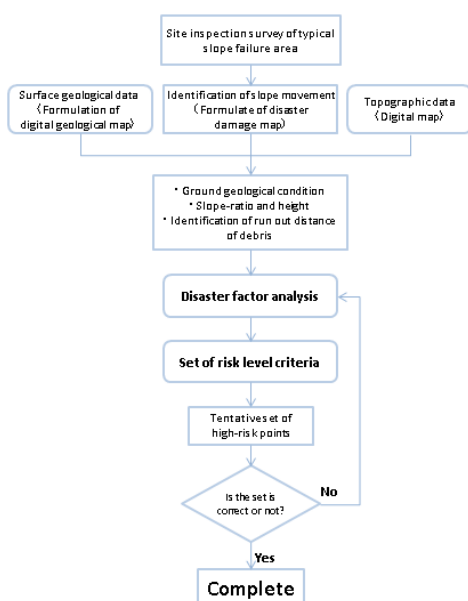 Site inspection survey of typical
slope failure area
Surface geological data
(Formulation of
digital geological map)
Identification of slope movement
(Formulate of disaster
damage map)
Topographic data
(Digital map)
• Ground geological condition
• Slope-ratio and height
• Identification of run out distance
of debris
Disaster factor analysis
Set of risk level criteria
Tentative set of
high-risk points
Is the set is
correct or not?
No
Yes
Complete